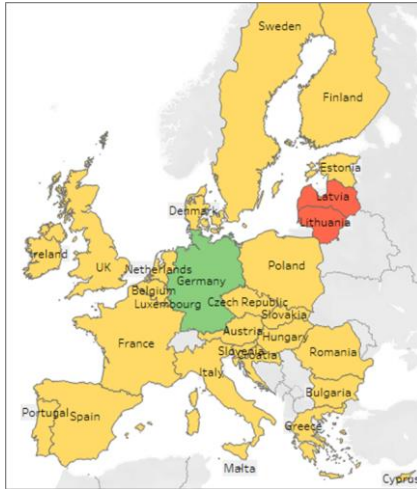 Sweden
Finland
Estonia
Latvia
Lithuania
Denmark
Ireland
UK
Netherlands
Germany
Poland
Belgium
Luxembourg
Czech Republic
Slovakia
Austria
Hungary
France
Slovenia
Croatia
Romania
Italy
Bulgaria
Portugal
Spain
Greece
Malta
Cyprus